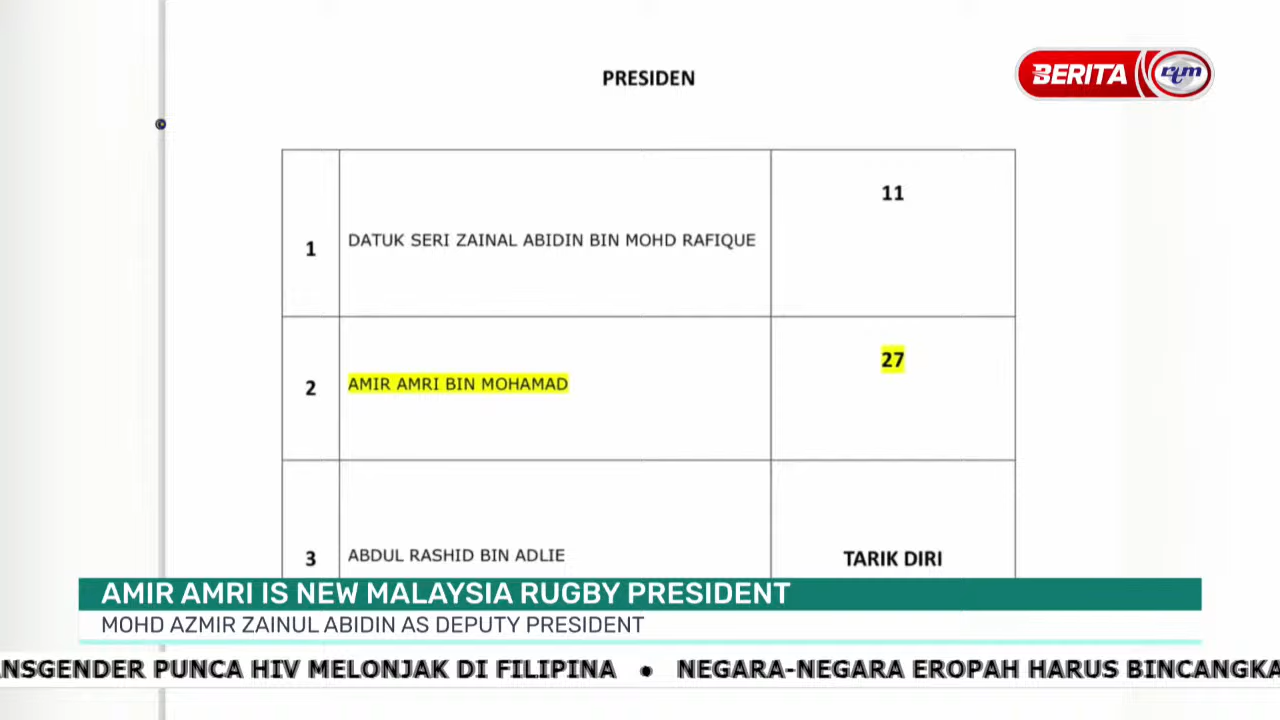 PRESIDEN
BERITA rtm
1 DATUK SERI ZAINAL ABIDIN BIN MOHD RAFIQUE 11
2 AMIR AMRI BIN MOHAMAD 27
3 ABDUL RASHID BIN ADLIE TARIK DIRI
AMIR AMRI IS NEW MALAYSIA RUGBY PRESIDENT
MOHD AZMIR ZAINUL ABIDIN AS DEPUTY PRESIDENT
ANSGENDER PUNCA HIV MELONJAK DI FILIPINA • NEGARA-NEGARA EROPAH HARUS BINCANGKA